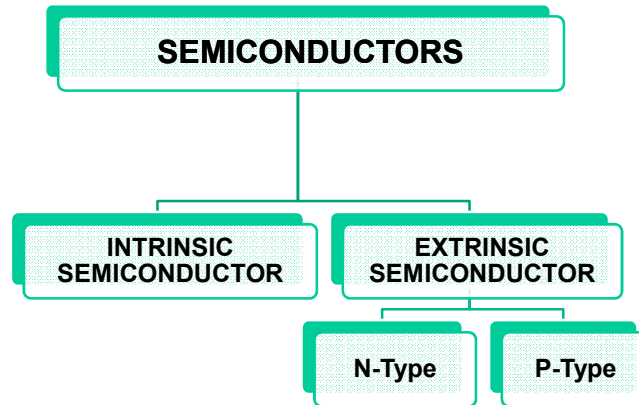 SEMICONDUCTORS
INTRINSIC
SEMICONDUCTOR
EXTRINSIC
SEMICONDUCTOR
N-Type
P-Type